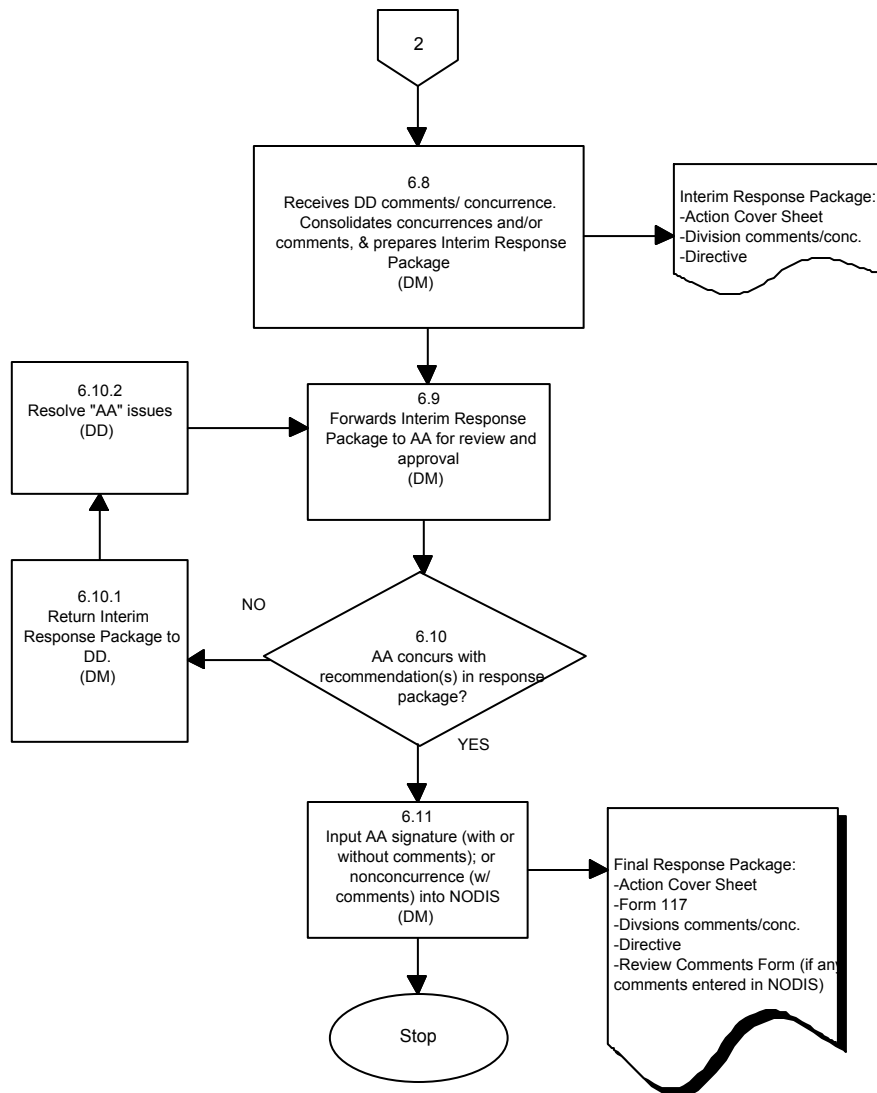 2
6.8
Receives DD comments/ concurrence.
Consolidates concurrences and/or
comments, & prepares Interim Response
Package
(DM)
Interim Response Package:
-Action Cover Sheet
-Division comments/conc.
-Directive
6.10.2
Resolve "AA" issues
(DD)
6.9
Forwards Interim Response
Package to AA for review and
approval
(DM)
6.10.1
Return Interim
Response Package to
DD.
(DM)
NO
6.10
AA concurs with
recommendation(s) in response
package?
YES
6.11
Input AA signature (with or
without comments); or
nonconcurrence (w/
comments) into NODIS
(DM)
Final Response Package:
-Action Cover Sheet
-Form 117
-Divsions comments/conc.
-Directive
-Review Comments Form (if any
comments entered in NODIS)
Stop